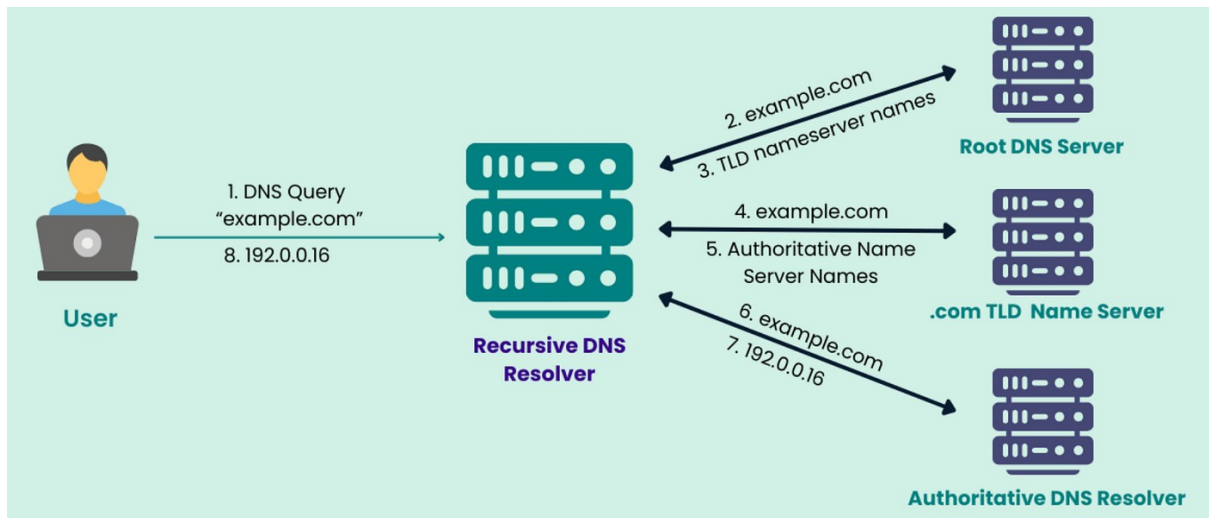 1. DNS Query
“example.com”
8. 192.0.0.16
User
Recursive DNS
Resolver
2. example.com
3. TLD nameserver names
Root DNS Server
4. example.com
5. Authoritative Name
Server Names
.com TLD  Name Server
6. example.com
7. 192.0.0.16
Authoritative DNS Resolver